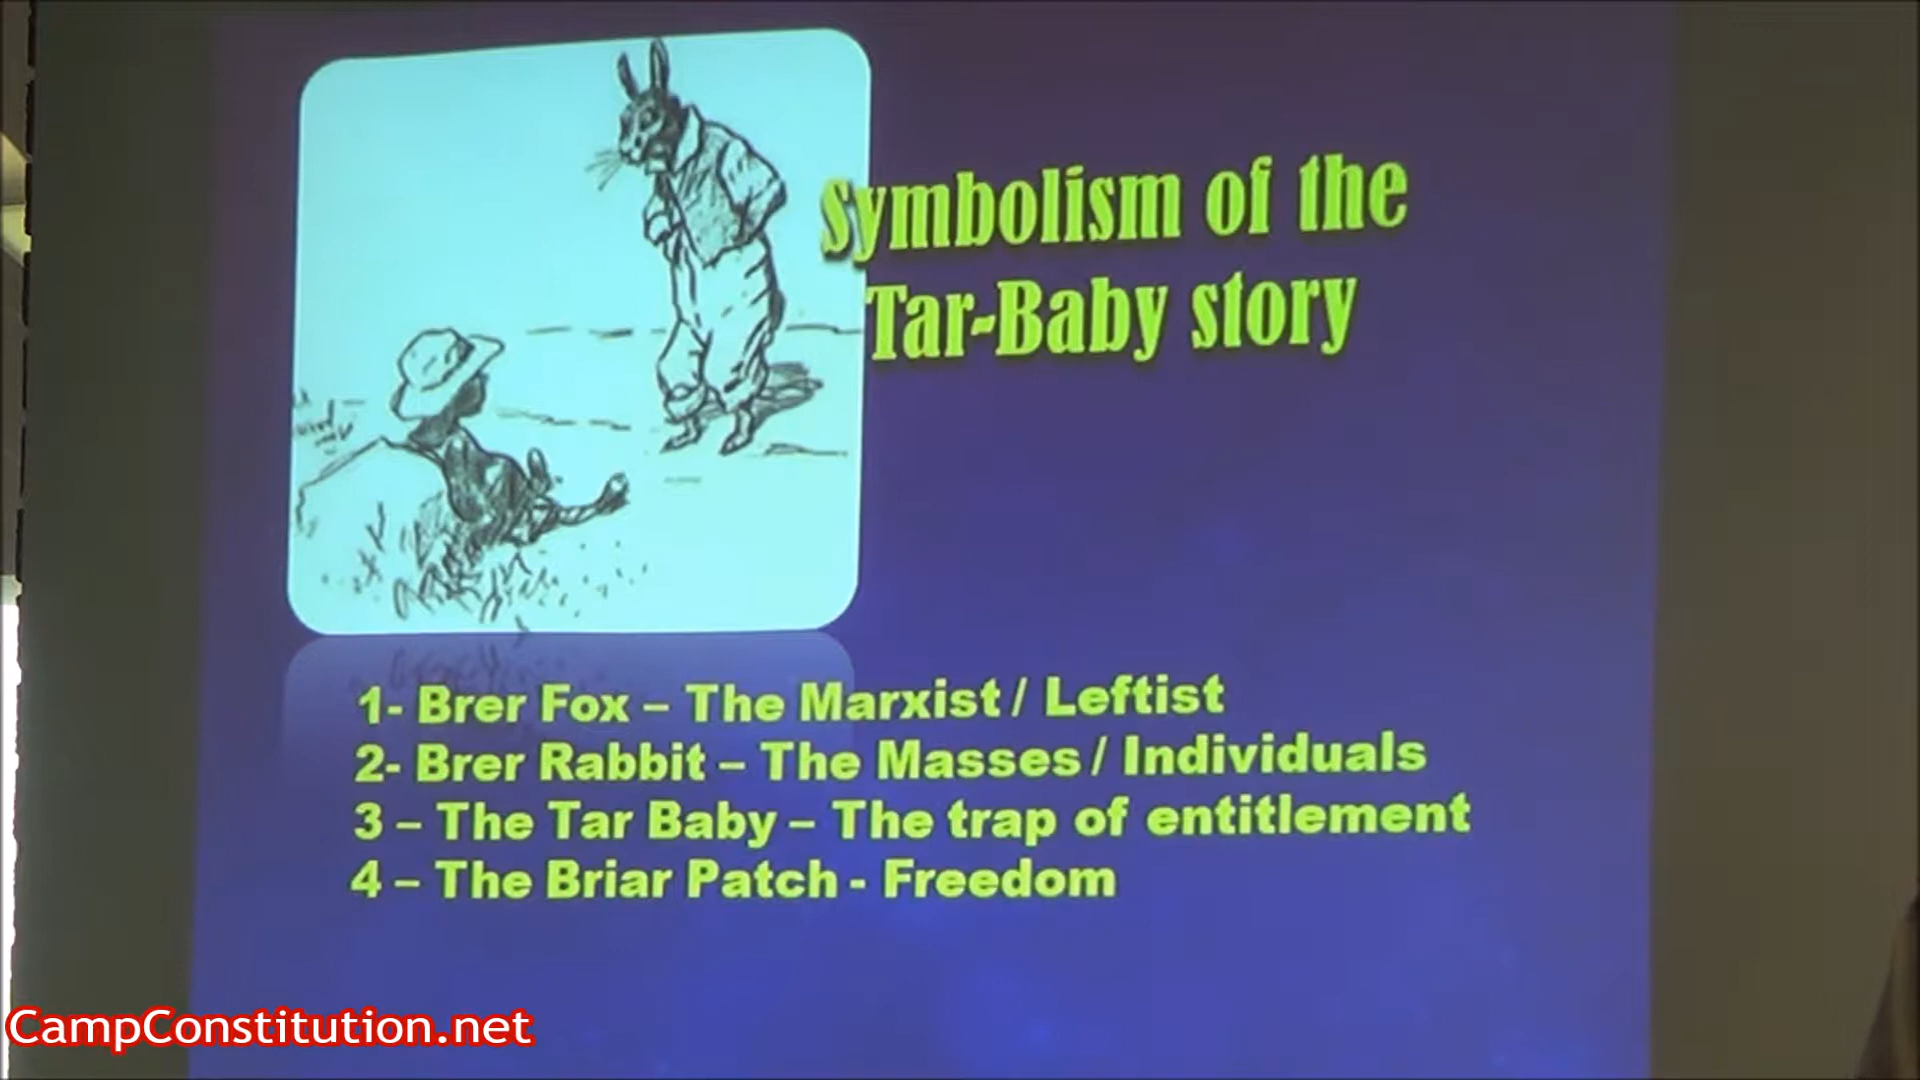 Symbolism of the
Tar-Baby story
1- Brer Fox – The Marxist / Leftist
2- Brer Rabbit – The Masses / Individuals
3 – The Tar Baby – The trap of entitlement
4 – The Briar Patch - Freedom
CampConstitution.net